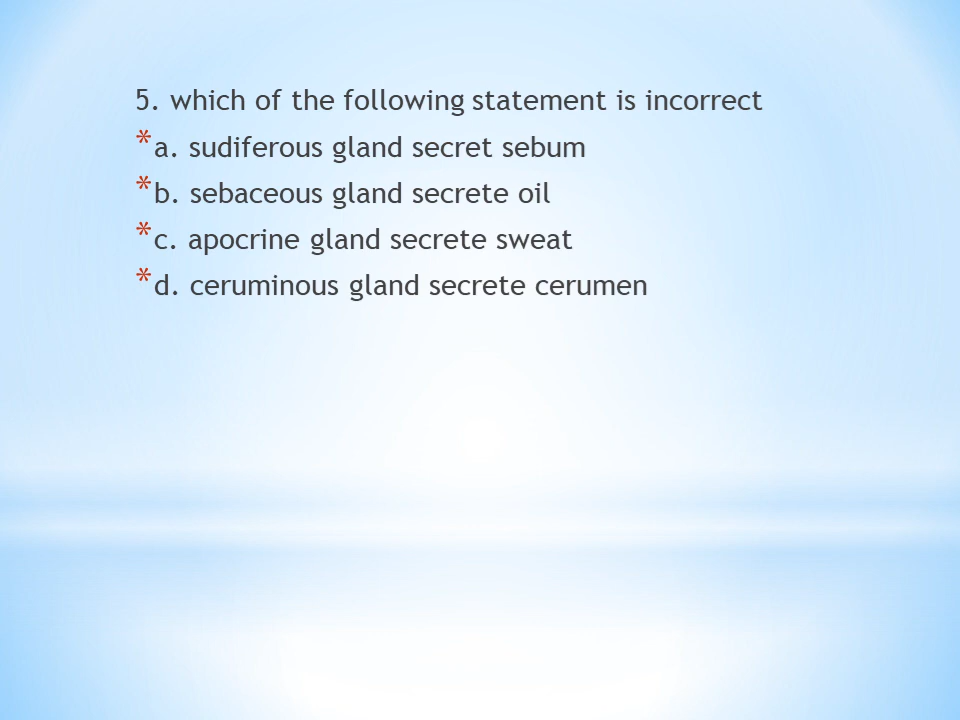 5. which of the following statement is incorrect
* a. sudiferous gland secret sebum
* b. sebaceous gland secrete oil
* c. apocrine gland secrete sweat
* d. ceruminous gland secrete cerumen